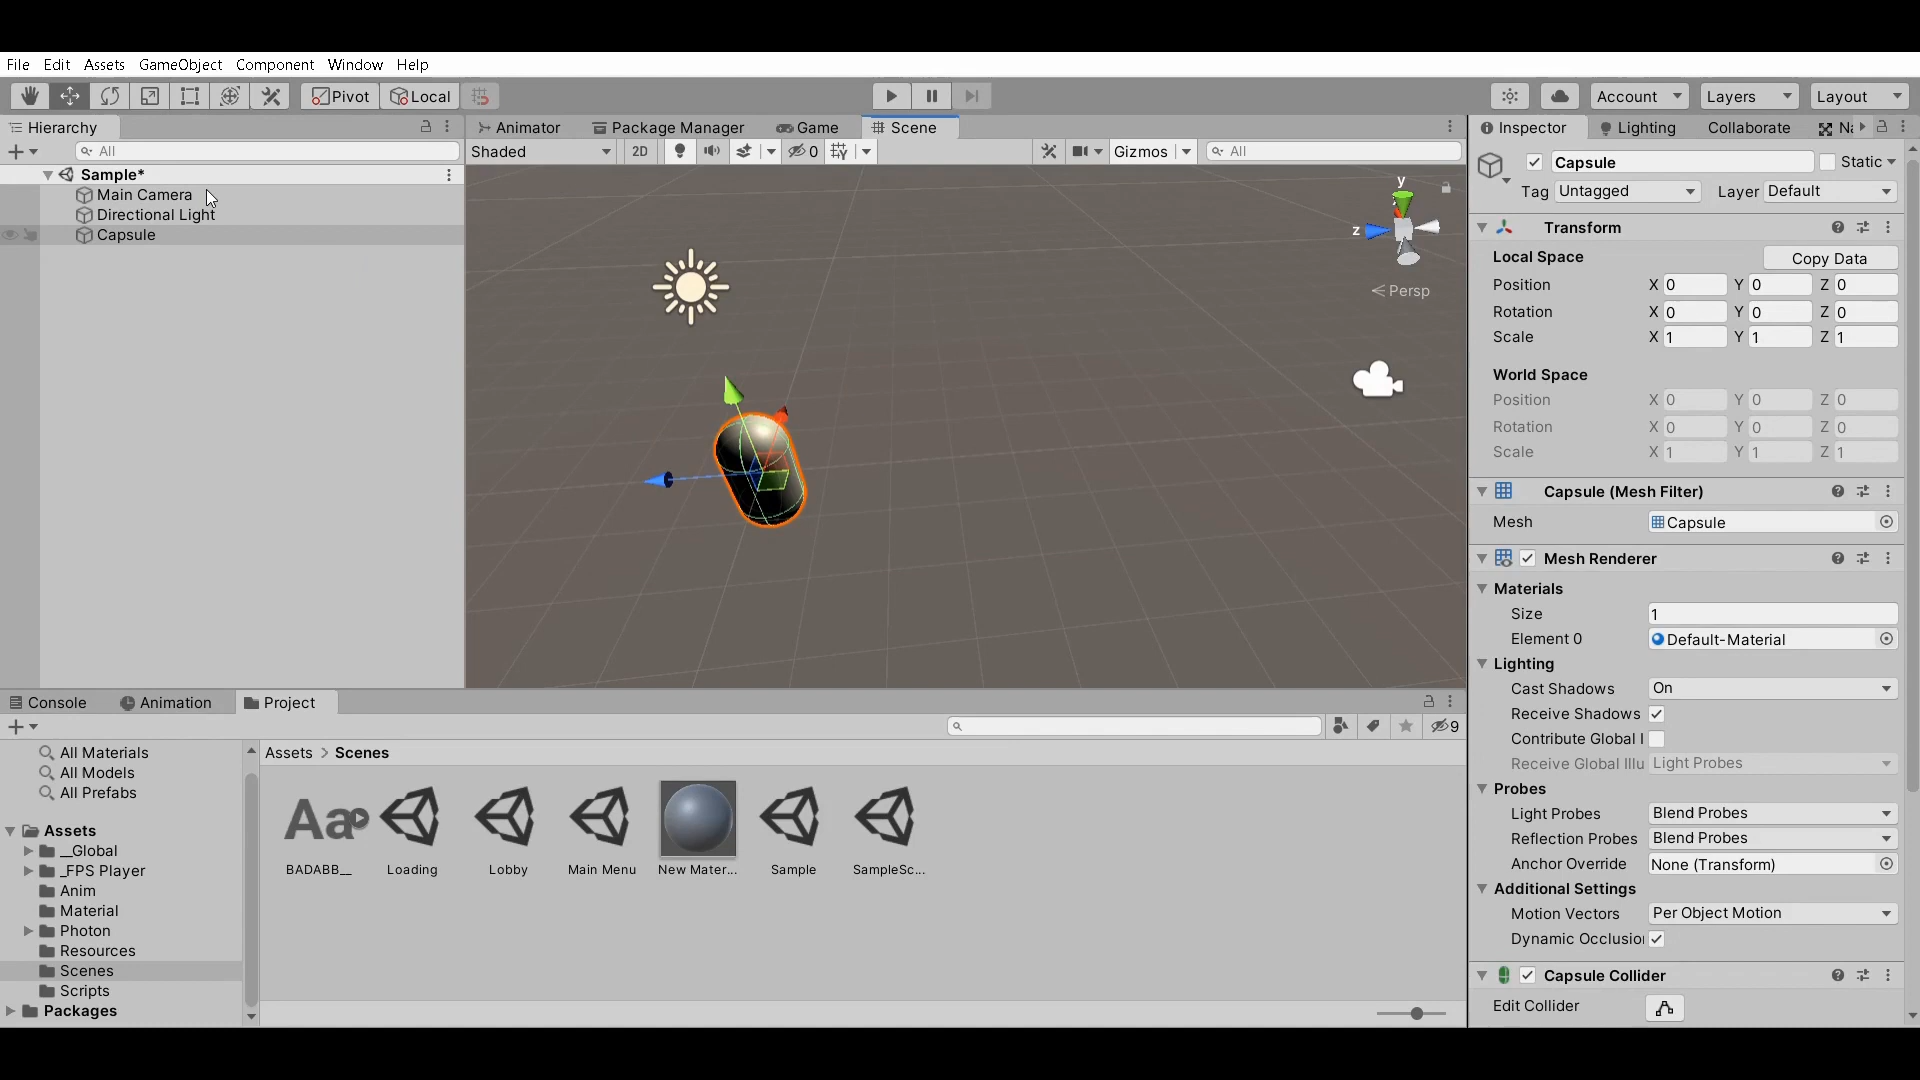 File Edit Assets GameObject Component Window Help
Pivot Local Account Layers Layout
Hierarchy Animator Package Manager Game Scene Inspector Lighting Collaborate Na
All Shaded 2D 0 Gizmos All
Capsule Static
Sample*
Main Camera
Directional Light
Capsule
Tag Untagged Layer Default
y
z
Persp
Transform
Local Space Copy Data
Position X 0 Y 0 Z 0
Rotation X 0 Y 0 Z 0
Scale X 1 Y 1 Z 1
World Space
Position X 0 Y 0 Z 0
Rotation X 0 Y 0 Z 0
Scale X 1 Y 1 Z 1
Capsule (Mesh Filter)
Mesh Capsule
Mesh Renderer
Materials
Size 1
Element 0 Default-Material
Lighting
Cast Shadows On
Receive Shadows
Contribute Global I
Receive Global Illu Light Probes
Probes
Light Probes Blend Probes
Reflection Probes Blend Probes
Anchor Override None (Transform)
Additional Settings
Motion Vectors Per Object Motion
Dynamic Occlusion
Capsule Collider
Edit Collider
Console Animation Project
9
All Materials
All Models
All Prefabs
Assets
__Global
_FPS Player
Anim
Material
Photon
Resources
Scenes
Scripts
Packages
Assets > Scenes
Aa
BADABB__ Loading Lobby Main Menu New Mater... Sample SampleSc...